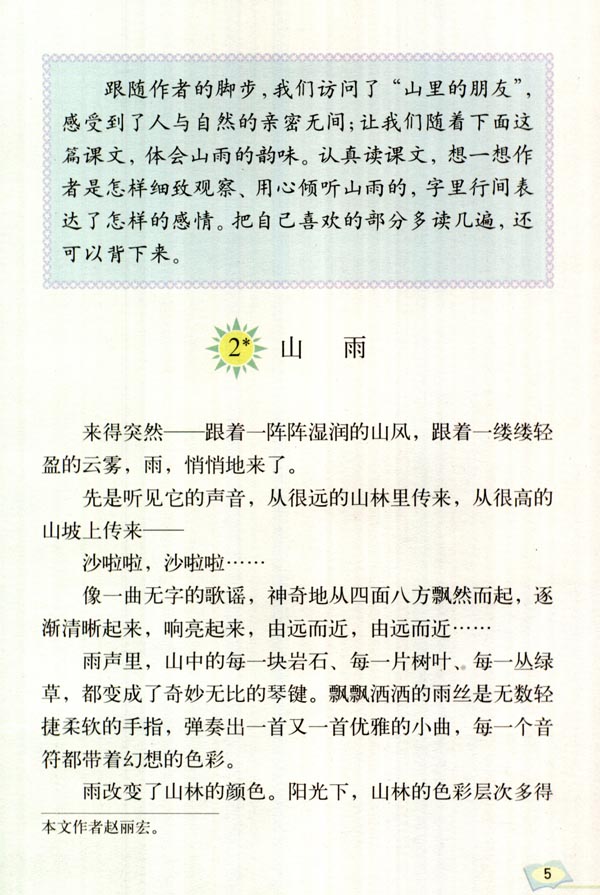 跟随作者的脚步，我们访问了“山里的朋友”，
感受到了人与自然的亲密无间；让我们随着下面这
篇课文，体会山雨的韵味。认真读课文，想一想作
者是怎样细致观察、用心倾听山雨的，字里行间表
达了怎样的感情。把自己喜欢的部分多读几遍，还
可以背下来。
2* 山 雨
来得突然——跟着一阵阵湿润的山风，跟着一缕缕轻
盈的云雾，雨，悄悄地来了。
先是听见它的声音，从很远的山林里传来，从很高的
山坡上传来——
沙啦啦，沙啦啦……
像一曲无字的歌谣，神奇地从四面八方飘然而起，逐
渐清晰起来，响亮起来，由远而近，由远而近……
雨声里，山中的每一块岩石、每一片树叶、每一丛绿
草，都变成了奇妙无比的琴键。飘飘洒洒的雨丝是无数轻
捷柔软的手指，弹奏出一首又一首优雅的小曲，每一个音
符都带着幻想的色彩。
雨改变了山林的颜色。阳光下，山林的色彩层次多得
本文作者赵丽宏。
5